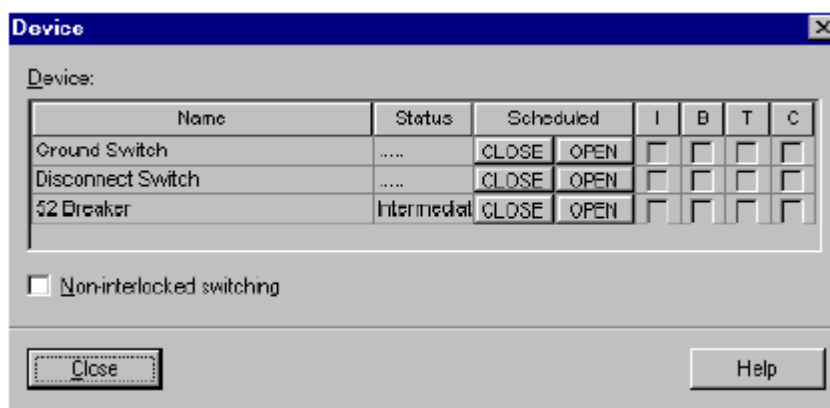 Device
Device:
Name Status Scheduled I B T C
Ground Switch ..... CLOSE OPEN
Disconnect Switch ..... CLOSE OPEN
52 Breaker Intermediat CLOSE OPEN
Non-interlocked switching
Close Help